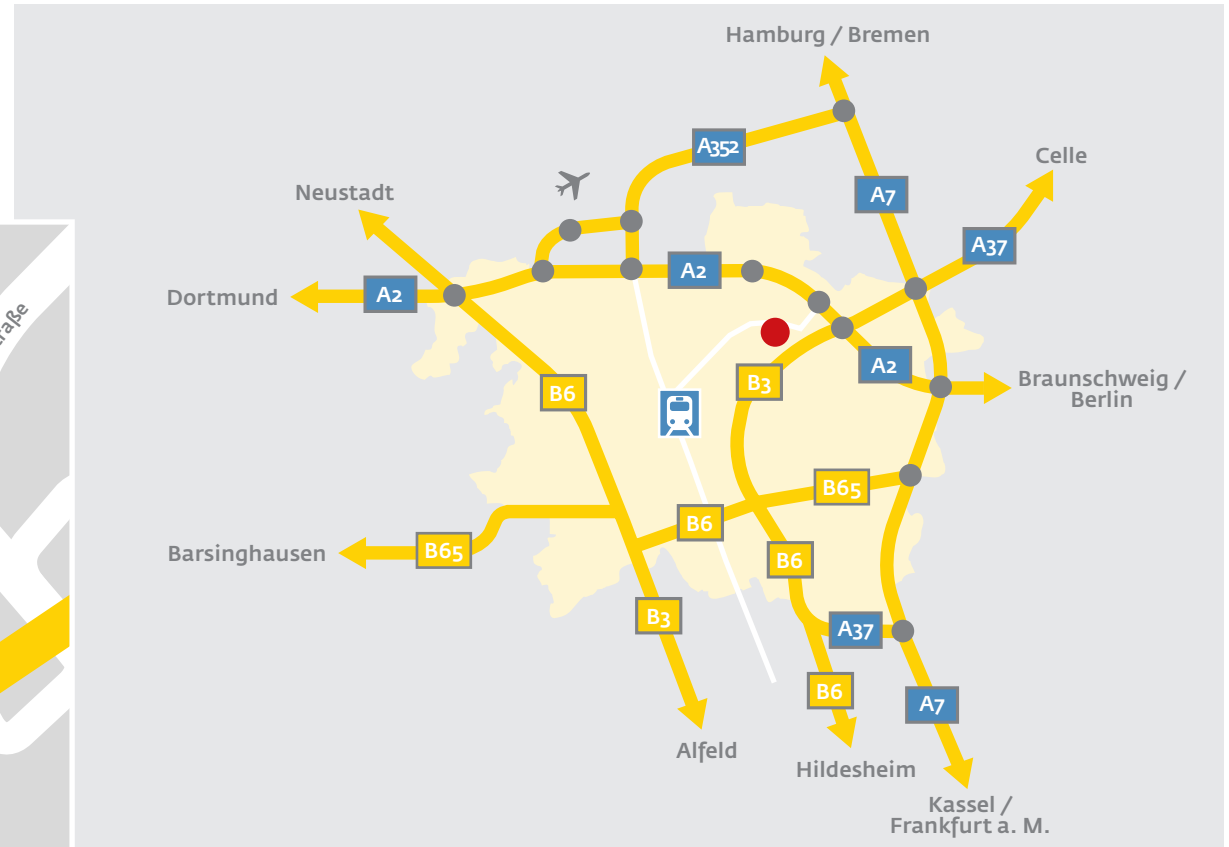 Hamburg / Bremen
A352
Celle
Neustadt
A7
A37
Dortmund
A2
A2
raße
B6
B3
A2
Braunschweig /
Berlin
B65
B6
Barsinghausen
B65
B6
B3
A37
B6
A7
Alfeld
Hildesheim
Kassel /
Frankfurt a. M.